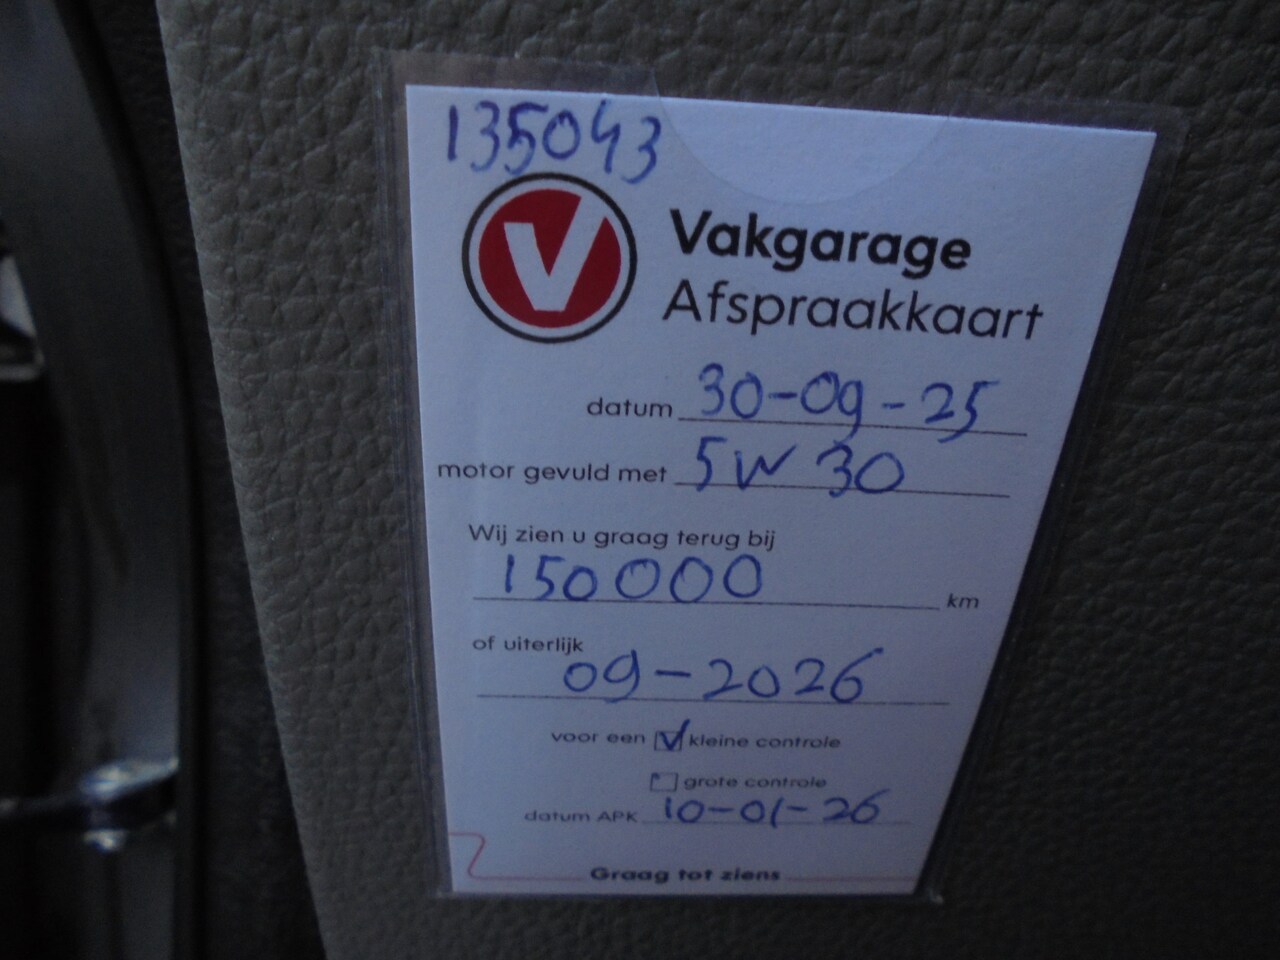 135043
V
Vakgarage
Afspraakkaart
datum 30-09-25
motor gevuld met 5W30
Wij zien u graag terug bij
150000 km
of uiterlijk
09-2026
voor een kleine controle
grote controle
datum APK 10-01-26
Graag tot ziens